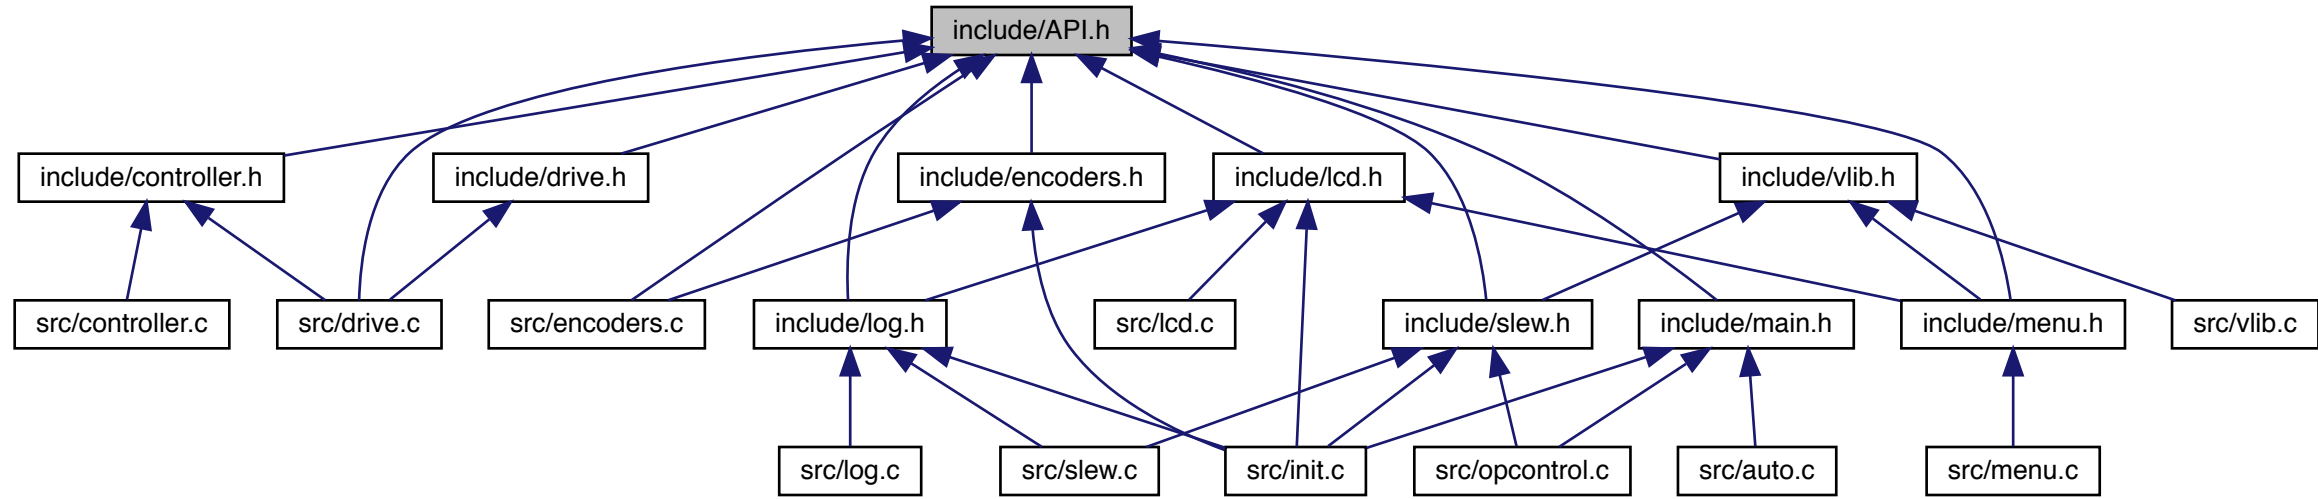 include/API.h
include/controller.h
include/drive.h
include/encoders.h
include/lcd.h
include/vlib.h
src/controller.c
src/drive.c
src/encoders.c
include/log.h
src/lcd.c
include/slew.h
include/main.h
include/menu.h
src/vlib.c
src/log.c
src/slew.c
src/init.c
src/opcontrol.c
src/auto.c
src/menu.c